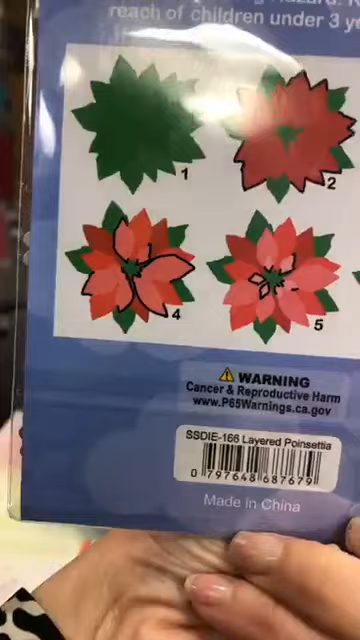 reach of children under 3 ye
1
2
4
5
WARNING
Cancer & Reproductive Harm
www.P65Warnings.ca.gov
SSDIE-166 Layered Poinsettia
0 797648 687679
Made in China